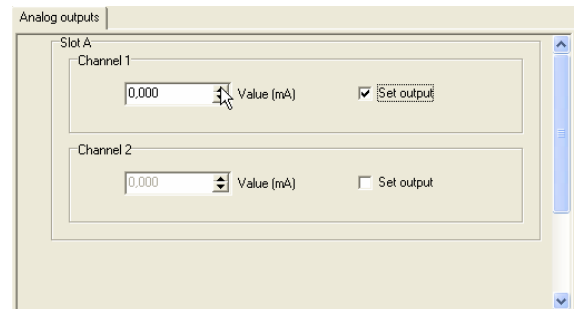 Analog outputs
Slot A
Channel 1
0,000 Value (mA) Set output
Channel 2
0,000 Value (mA) Set output